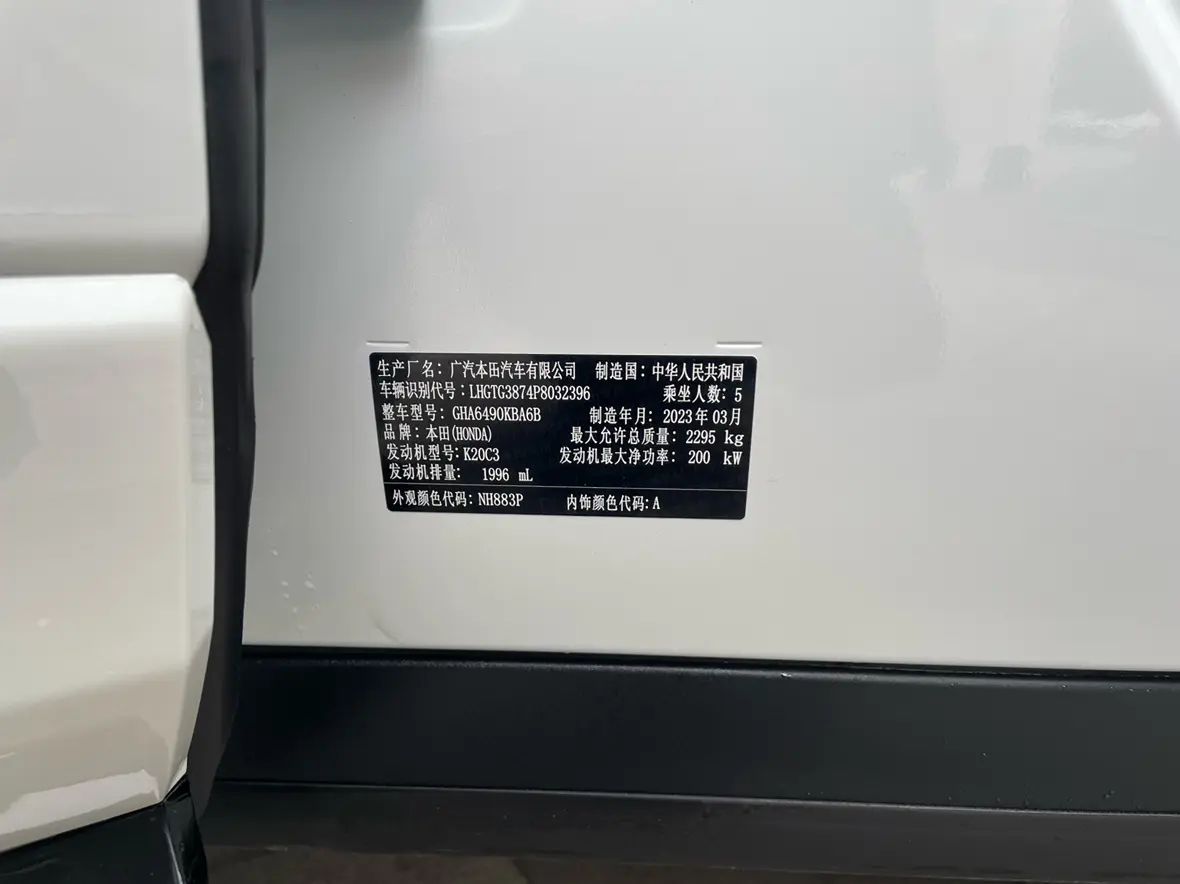 生产厂名：广汽本田汽车有限公司 制造国：中华人民共和国
车辆识别代号：LHGTG3874P8032396 乘坐人数：5
整车型号：GHA6490KBA6B 制造年月：2023年03月
品牌：本田(HONDA) 最大允许总质量：2295 kg
发动机型号：K20C3 发动机最大净功率：200 kW
发动机排量： 1996 mL
外观颜色代码：NH883P 内饰颜色代码：A